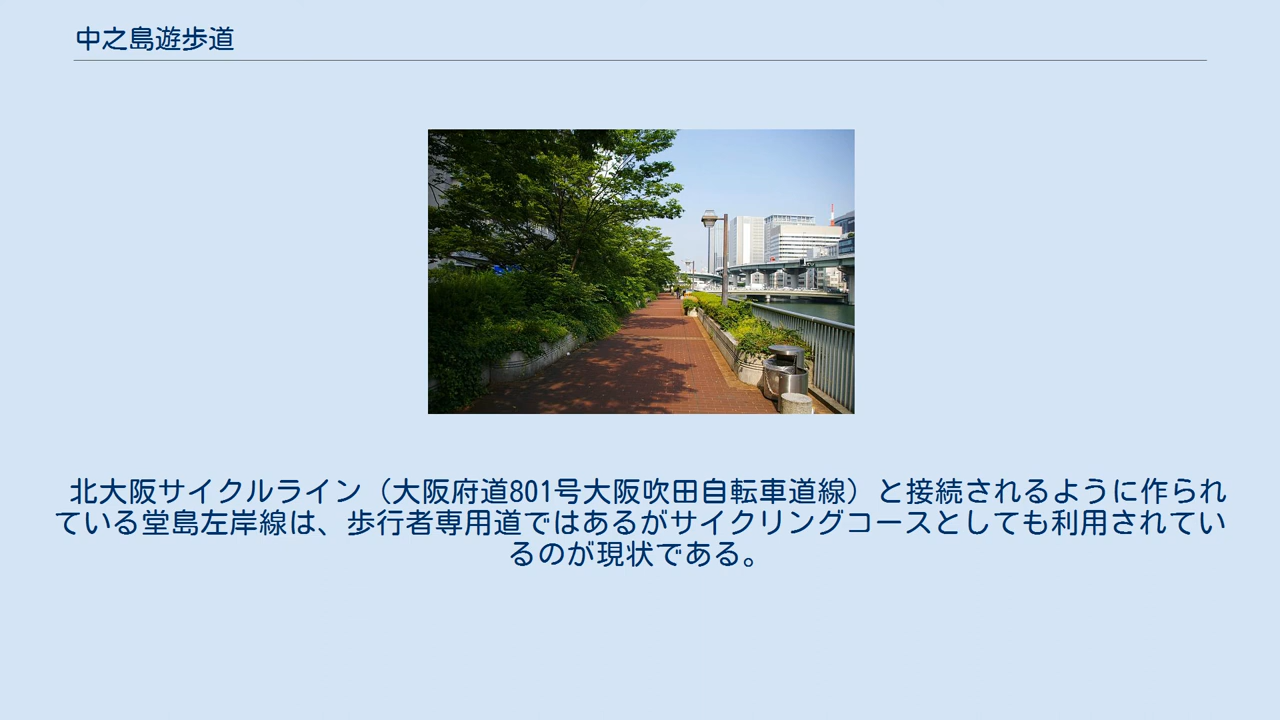 中之島遊歩道
北大阪サイクルライン（大阪府道801号大阪吹田自転車道線）と接続されるように作られ
ている堂島左岸線は、歩行者専用道ではあるがサイクリングコースとしても利用されてい
るのが現状である。